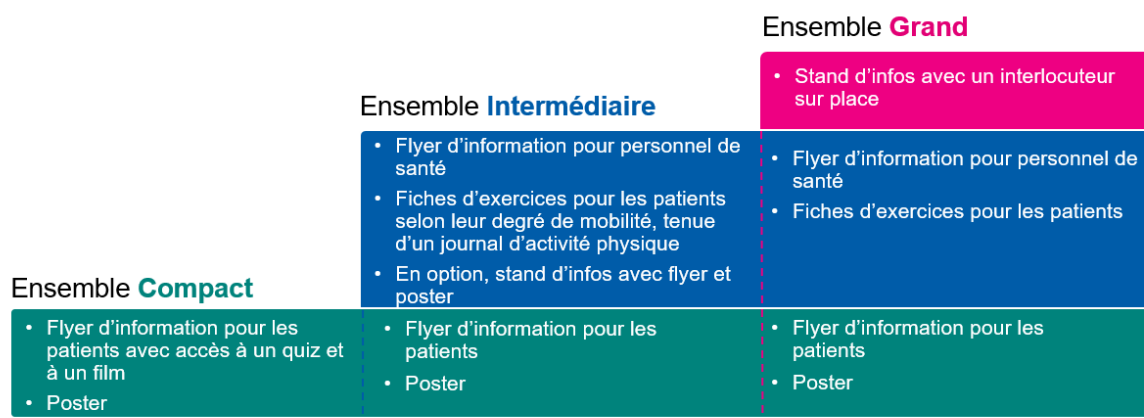 Ensemble Grand
• Stand d'infos avec un interlocuteur
sur place
Ensemble Intermédiaire
• Flyer d'information pour personnel de
santé
• Fiches d'exercices pour les patients
selon leur degré de mobilité, tenue
d'un journal d'activité physique
• En option, stand d'infos avec flyer et
poster
• Flyer d'information pour personnel de
santé
• Fiches d'exercices pour les patients
Ensemble Compact
• Flyer d'information pour les
patients avec accès à un quiz et
à un film
• Poster
• Flyer d'information pour les
patients
• Poster
• Flyer d'information pour les
patients
• Poster